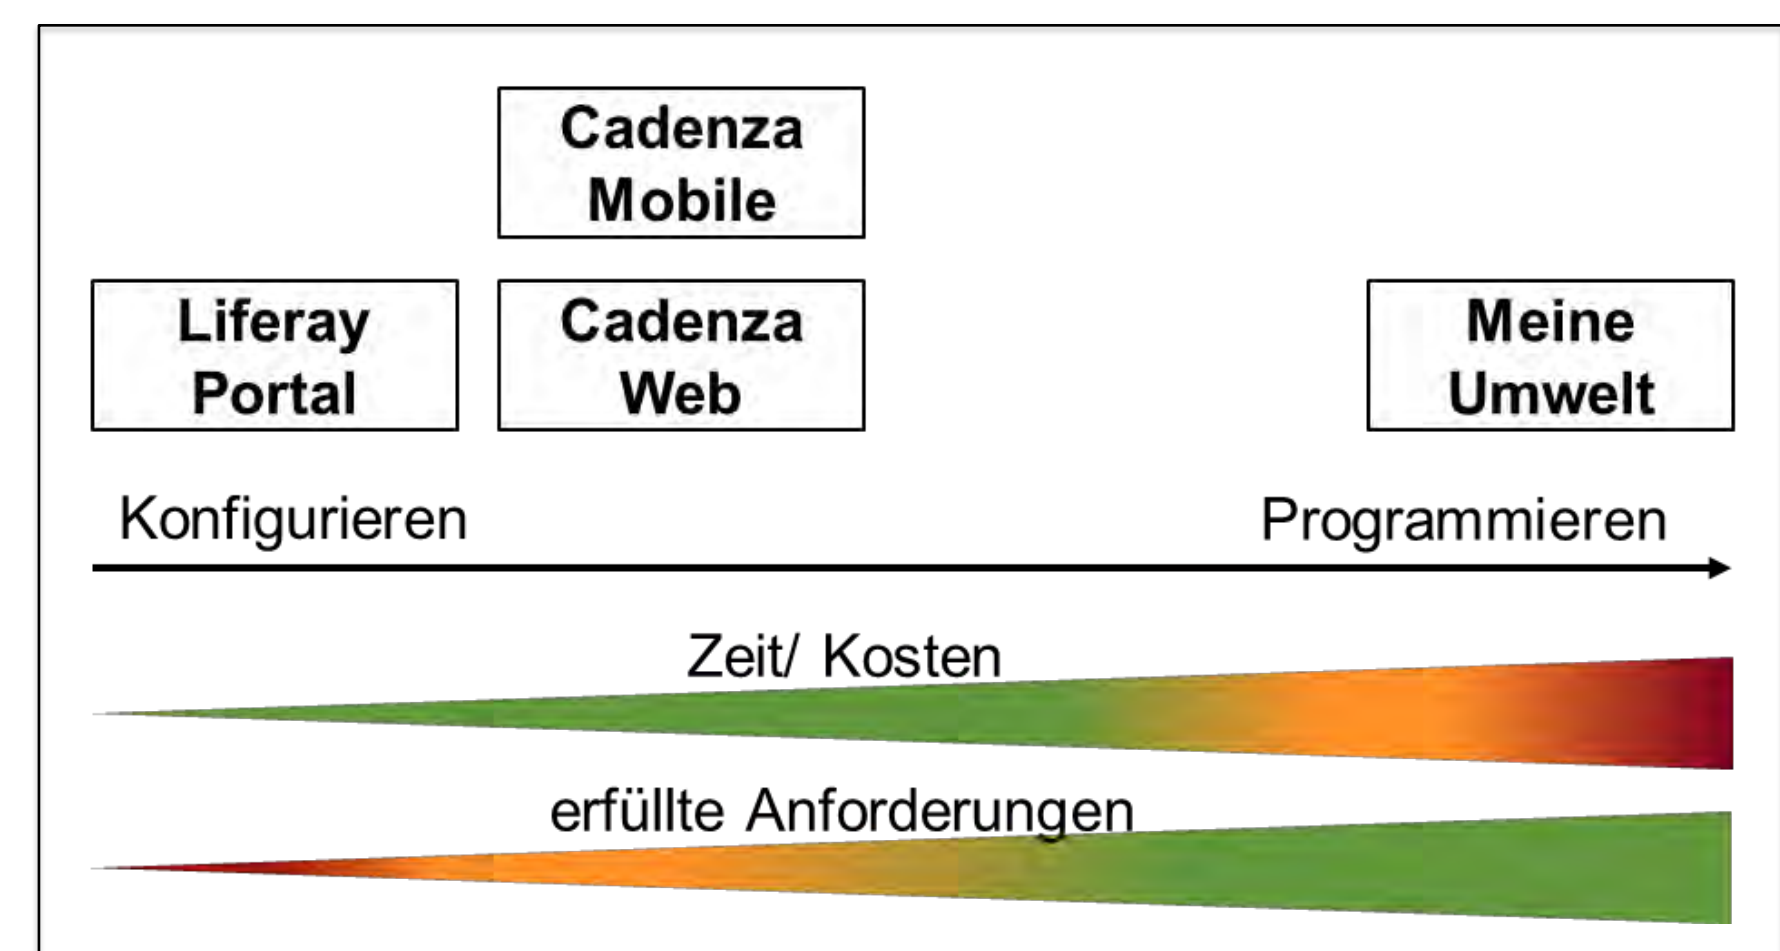 Cadenza
Mobile
Liferay
Portal
Cadenza
Web
Meine
Umwelt
Konfigurieren
Programmieren
Zeit/ Kosten
erfüllte Anforderungen